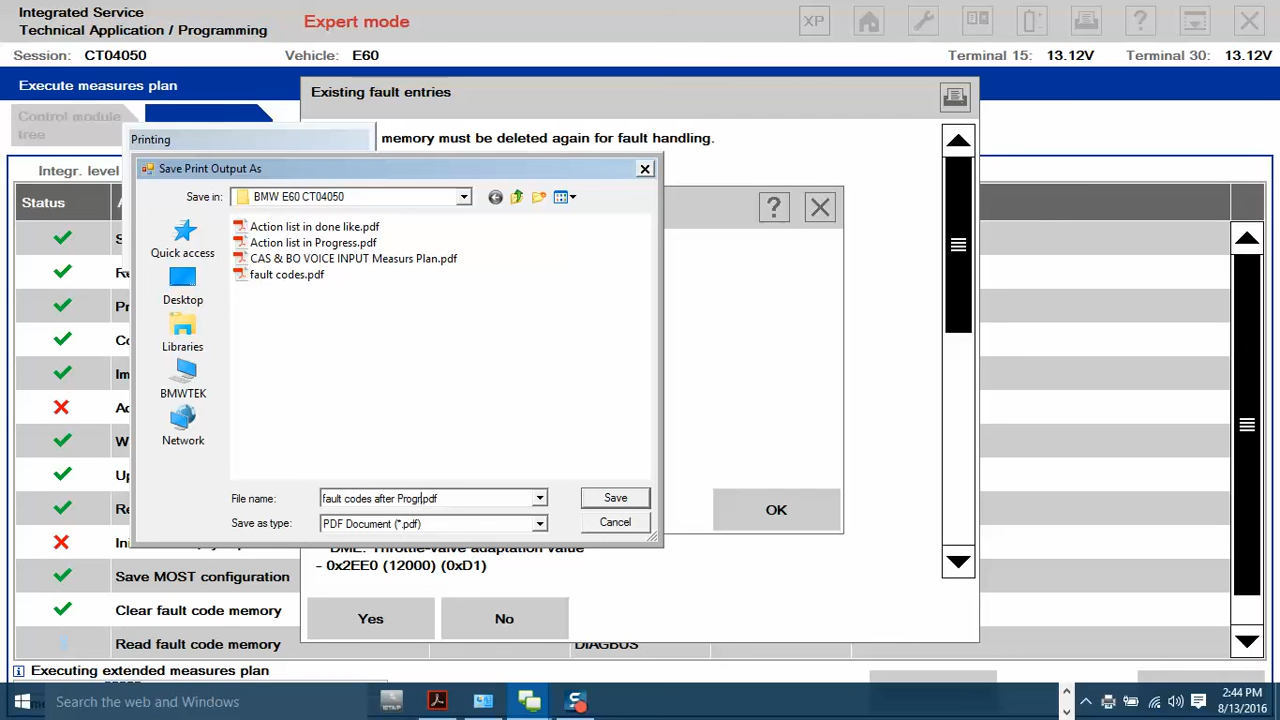 Integrated Service
Technical Application / Programming
Expert mode
XP
Session: CT04050
Vehicle: E60
Terminal 15: 13.12V
Terminal 30: 13.12V
Execute measures plan
Control module
tree
Existing fault entries
memory must be deleted again for fault handling.
Printing
Save Print Output As
Save in: BMW E60 CT04050
Action list in done like.pdf
Action list in Progress.pdf
CAS & BO VOICE INPUT Measurs Plan.pdf
fault codes.pdf
Quick access
Desktop
Libraries
BMWTEK
Network
File name: fault codes after Progr.pdf
Save as type: PDF Document (*.pdf)
Save
Cancel
Integr. level
Status
OK
DME: Throttle-valve adaptation value
- 0x2EE0 (12000) (0xD1)
Yes
No
Save MOST configuration
Clear fault code memory
Read fault code memory
DIAGBUS
Executing extended measures plan
Search the web and Windows
2:44 PM
8/13/2016